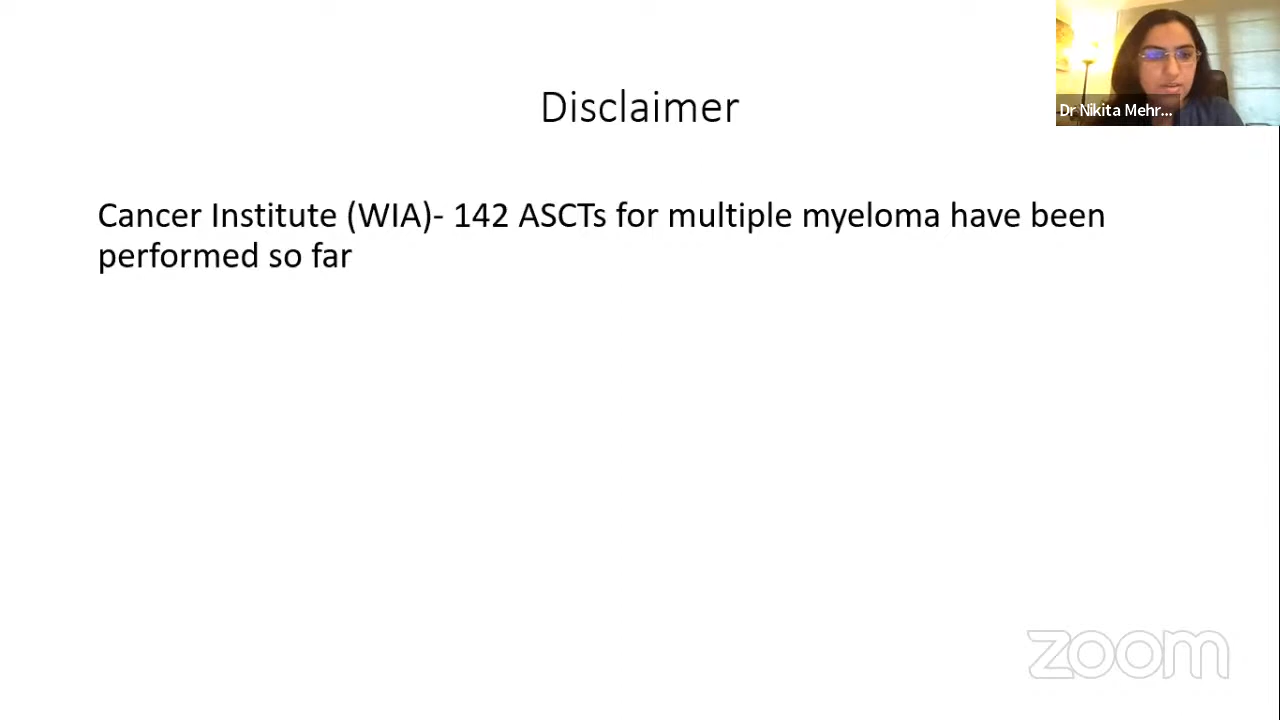 Disclaimer
Dr Nikita Mehr...
Cancer Institute (WIA)- 142 ASCTs for multiple myeloma have been
performed so far
zoom